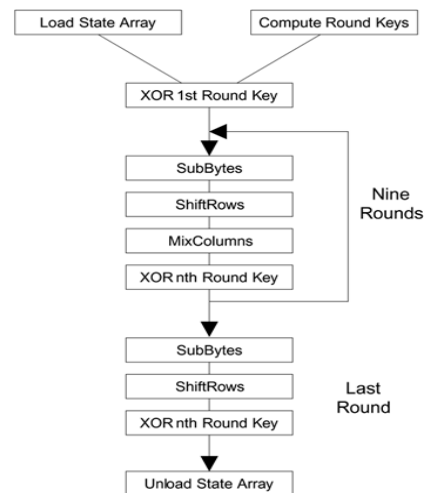 Load State Array
Compute Round Keys
XOR 1st Round Key
SubBytes
ShiftRows
MixColumns
XOR nth Round Key
Nine
Rounds
SubBytes
ShiftRows
XOR nth Round Key
Last
Round
Unload State Array